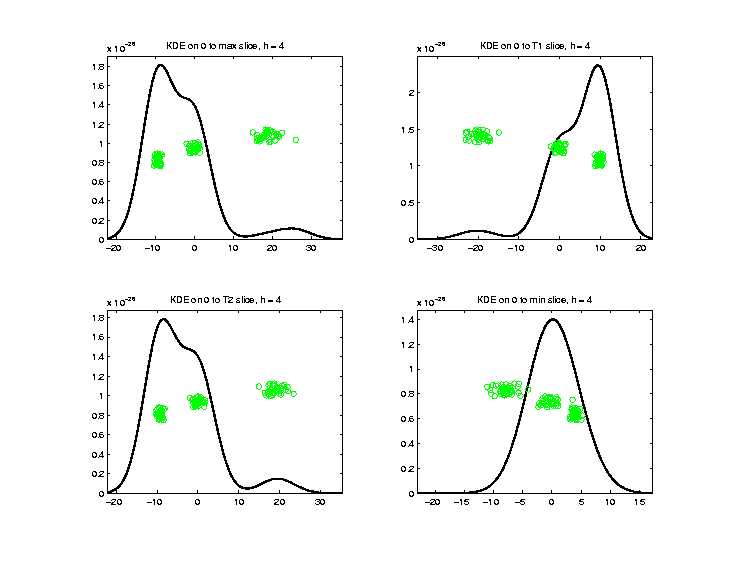 KDE on 0 to max slice, h = 4
x 10^-26
1.8
1.6
1.4
1.2
1
0.8
0.6
0.4
0.2
0
-20 -10 0 10 20 30
KDE on 0 to T1 slice, h = 4
x 10^-26
2
1.5
1
0.5
0
-30 -20 -10 0 10 20
KDE on 0 to T2 slice, h = 4
x 10^-26
1.8
1.6
1.4
1.2
1
0.8
0.6
0.4
0.2
0
-20 -10 0 10 20 30
KDE on 0 to min slice, h = 4
x 10^-26
1.4
1.2
1
0.8
0.6
0.4
0.2
0
-20 -15 -10 -5 0 5 10 15